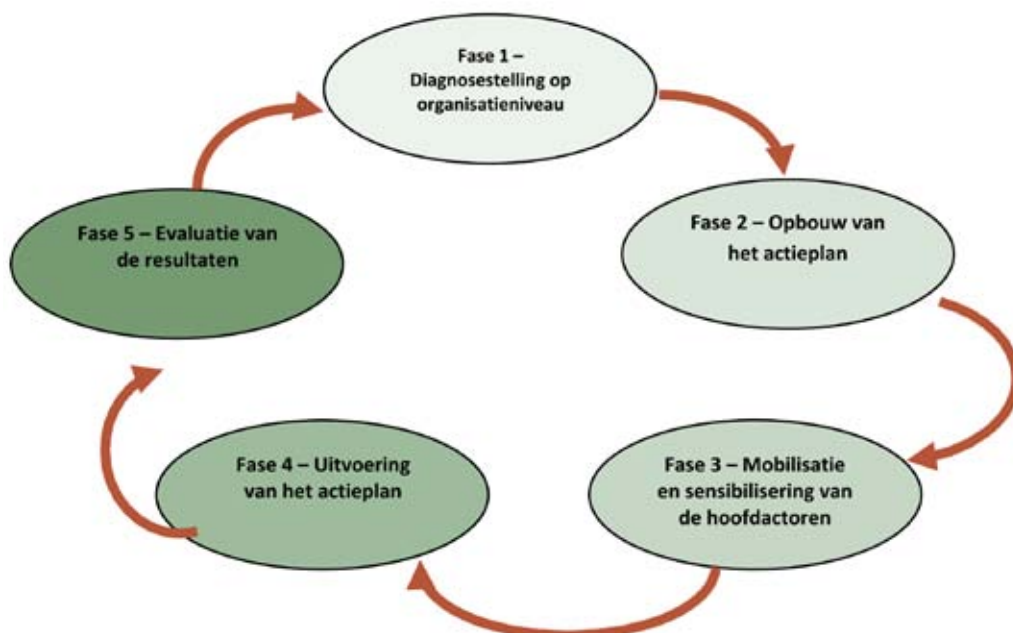 Fase 1 –
Diagnosestelling op
organisatieniveau
Fase 2 – Opbouw van
het actieplan
Fase 3 – Mobilisatie
en sensibilisering van
de hoofdactoren
Fase 4 – Uitvoering
van het actieplan
Fase 5 – Evaluatie van
de resultaten